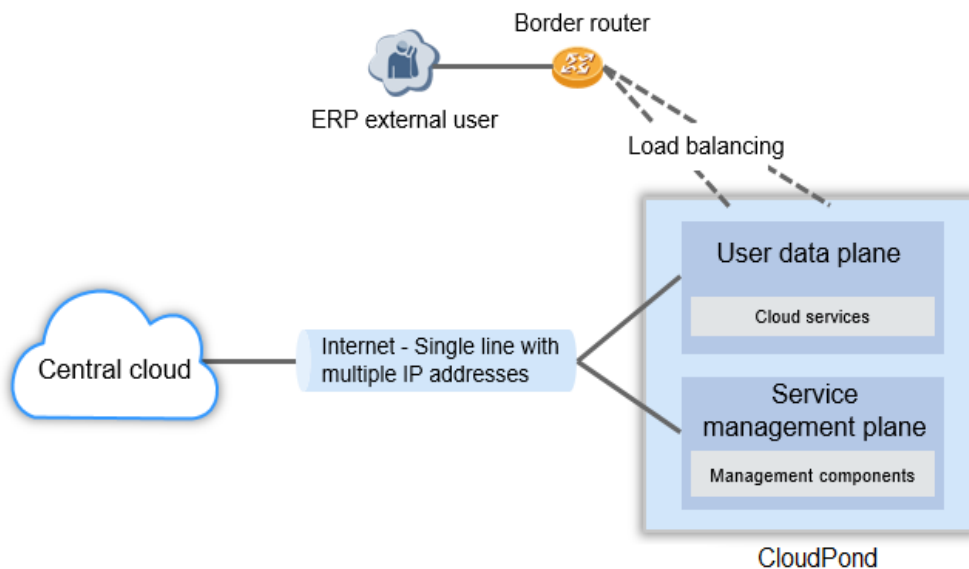 Border router
ERP external user
Load balancing
User data plane
Cloud services
Central cloud
Internet - Single line with
multiple IP addresses
Service
management plane
Management components
CloudPond